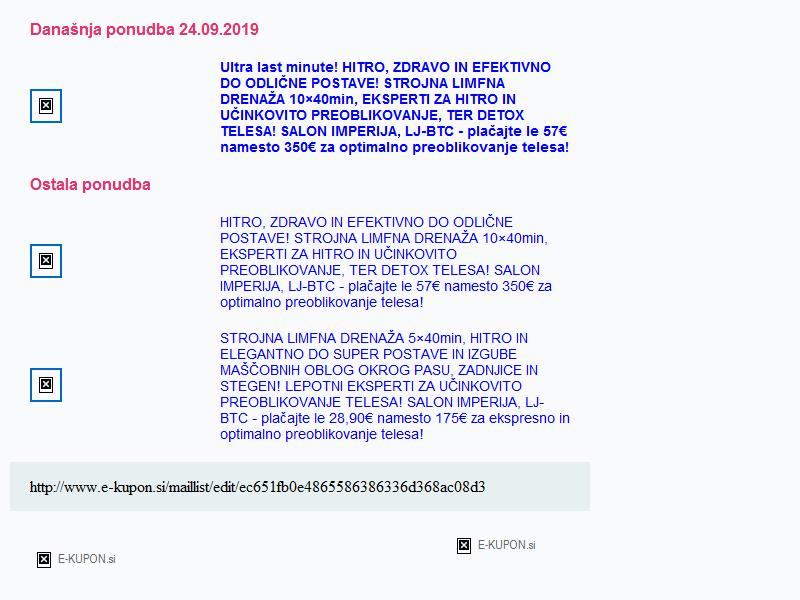 Današnja ponudba 24.09.2019
Ultra last minute! HITRO, ZDRAVO IN EFEKTIVNO
DO ODLIČNE POSTAVE! STROJNA LIMFNA
DRENAŽA 10×40min, EKSPERTI ZA HITRO IN
UČINKOVITO PREOBLIKOVANJE, TER DETOX
TELESA! SALON IMPERIJA, LJ-BTC - plačajte le 57€
namesto 350€ za optimalno preoblikovanje telesa!
Ostala ponudba
HITRO, ZDRAVO IN EFEKTIVNO DO ODLIČNE
POSTAVE! STROJNA LIMFNA DRENAŽA 10×40min,
EKSPERTI ZA HITRO IN UČINKOVITO
PREOBLIKOVANJE, TER DETOX TELESA! SALON
IMPERIJA, LJ-BTC - plačajte le 57€ namesto 350€ za
optimalno preoblikovanje telesa!
STROJNA LIMFNA DRENAŽA 5×40min, HITRO IN
ELEGANTNO DO SUPER POSTAVE IN IZGUBE
MAŠČOBNIH OBLOG OKROG PASU, ZADNJICE IN
STEGEN! LEPOTNI EKSPERTI ZA UČINKOVITO
PREOBLIKOVANJE TELESA! SALON IMPERIJA, LJ-
BTC - plačajte le 28,90€ namesto 175€ za ekspresno in
optimalno preoblikovanje telesa!
http://www.e-kupon.si/maillist/edit/ec651fb0e4865586386336d368ac08d3
E-KUPON.si
E-KUPON.si